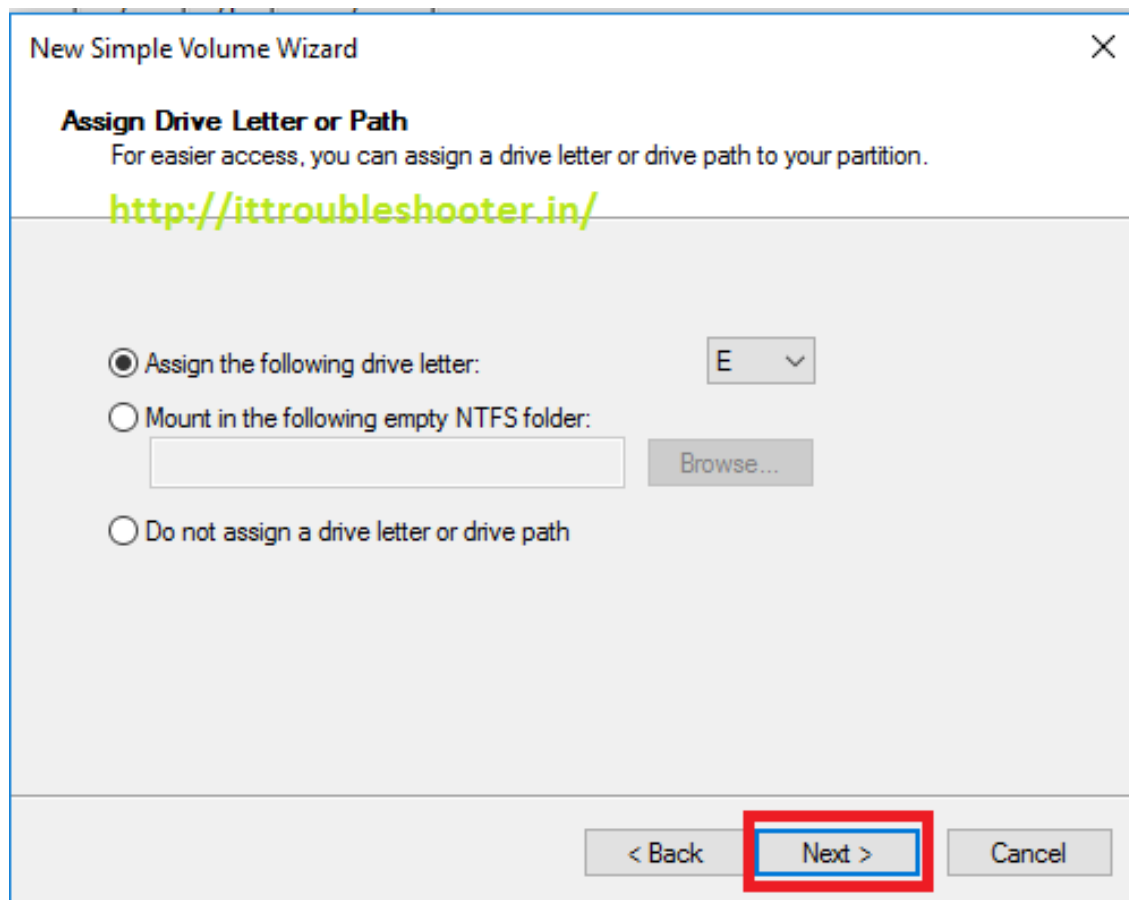 New Simple Volume Wizard
Assign Drive Letter or Path
For easier access, you can assign a drive letter or drive path to your partition.
http://ittroubleshooter.in/
Assign the following drive letter: E
Mount in the following empty NTFS folder:
Browse...
Do not assign a drive letter or drive path
< Back Next > Cancel